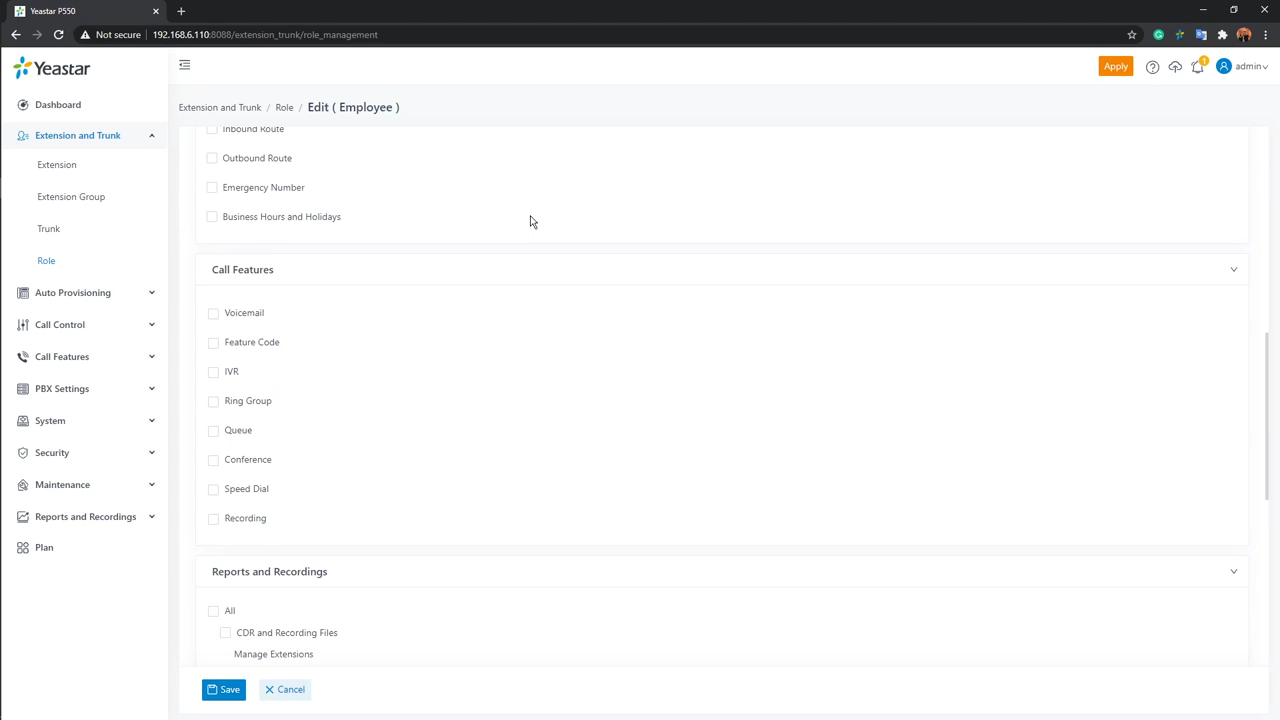 Yeastar P550
Not secure
192.168.6.110:8088/extension_trunk/role_management
Yeastar
Apply
1
admin
Dashboard
Extension and Trunk
Extension
Extension Group
Trunk
Role
Auto Provisioning
Call Control
Call Features
PBX Settings
System
Security
Maintenance
Reports and Recordings
Plan
Extension and Trunk / Role / Edit ( Employee )
Inbound Route
Outbound Route
Emergency Number
Business Hours and Holidays
Call Features
Voicemail
Feature Code
IVR
Ring Group
Queue
Conference
Speed Dial
Recording
Reports and Recordings
All
CDR and Recording Files
Manage Extensions
Save
Cancel